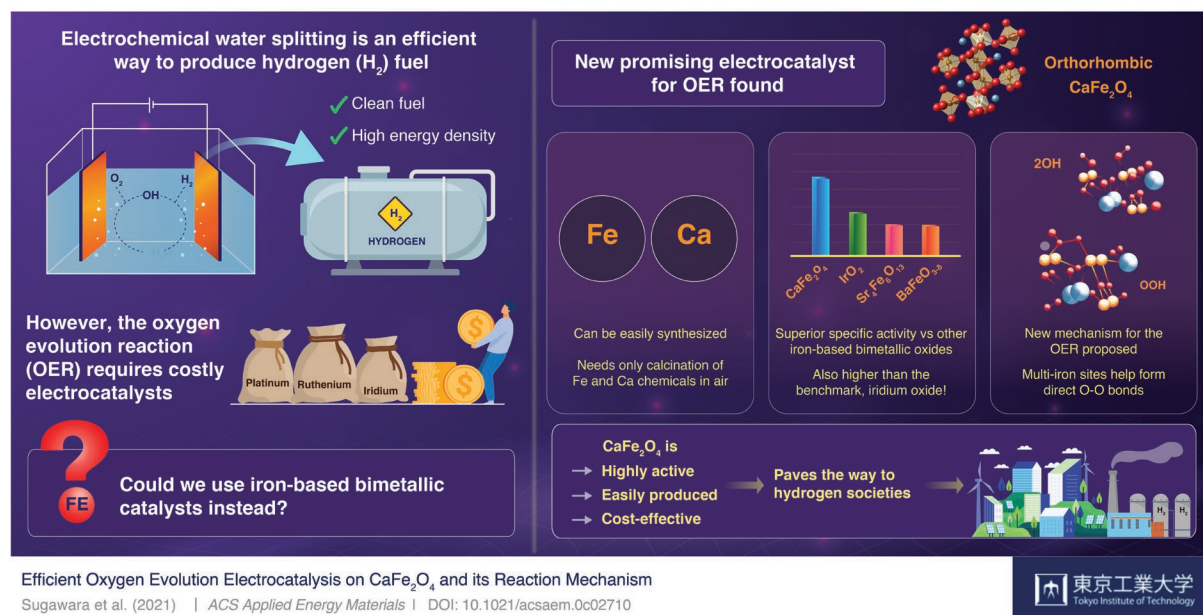 Electrochemical water splitting is an efficient
way to produce hydrogen (H₂) fuel
✓ Clean fuel
✓ High energy density
O₂
OH
H₂
H₂
HYDROGEN
However, the oxygen
evolution reaction
(OER) requires costly
electrocatalysts
Platinum
Ruthenium
Iridium
$
$
$
?
FE
Could we use iron-based bimetallic
catalysts instead?
New promising electrocatalyst
for OER found
Orthorhombic
CaFe₂O₄
Fe
Ca
Can be easily synthesized
Needs only calcination of
Fe and Ca chemicals in air
CaFe₂O₄
IrO₂
Sr₄Fe₆O₁₃
BaFeO₃₋δ
Superior specific activity vs other
iron-based bimetallic oxides
Also higher than the
benchmark, iridium oxide!
2OH
OOH
New mechanism for the
OER proposed
Multi-iron sites help form
direct O-O bonds
CaFe₂O₄ is
→ Highly active
→ Easily produced
→ Cost-effective
Paves the way to
hydrogen societies
H₂
H₂
Efficient Oxygen Evolution Electrocatalysis on CaFe₂O₄ and its Reaction Mechanism
Sugawara et al. (2021) | ACS Applied Energy Materials | DOI: 10.1021/acsaem.0c02710
東京工業大学
Tokyo Institute of Technology